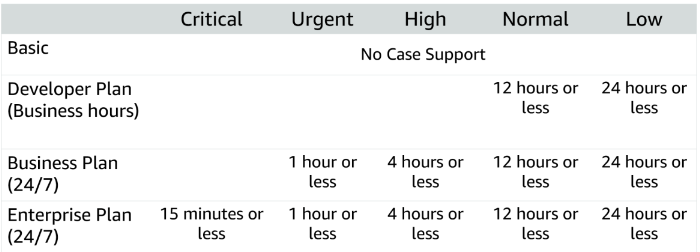 Critical Urgent High Normal Low
Basic No Case Support
Developer Plan 12 hours or 24 hours or
(Business hours) less less
Business Plan 1 hour or 4 hours or 12 hours or 24 hours or
(24/7) less less less less
Enterprise Plan 15 minutes or 1 hour or 4 hours or 12 hours or 24 hours or
(24/7) less less less less less